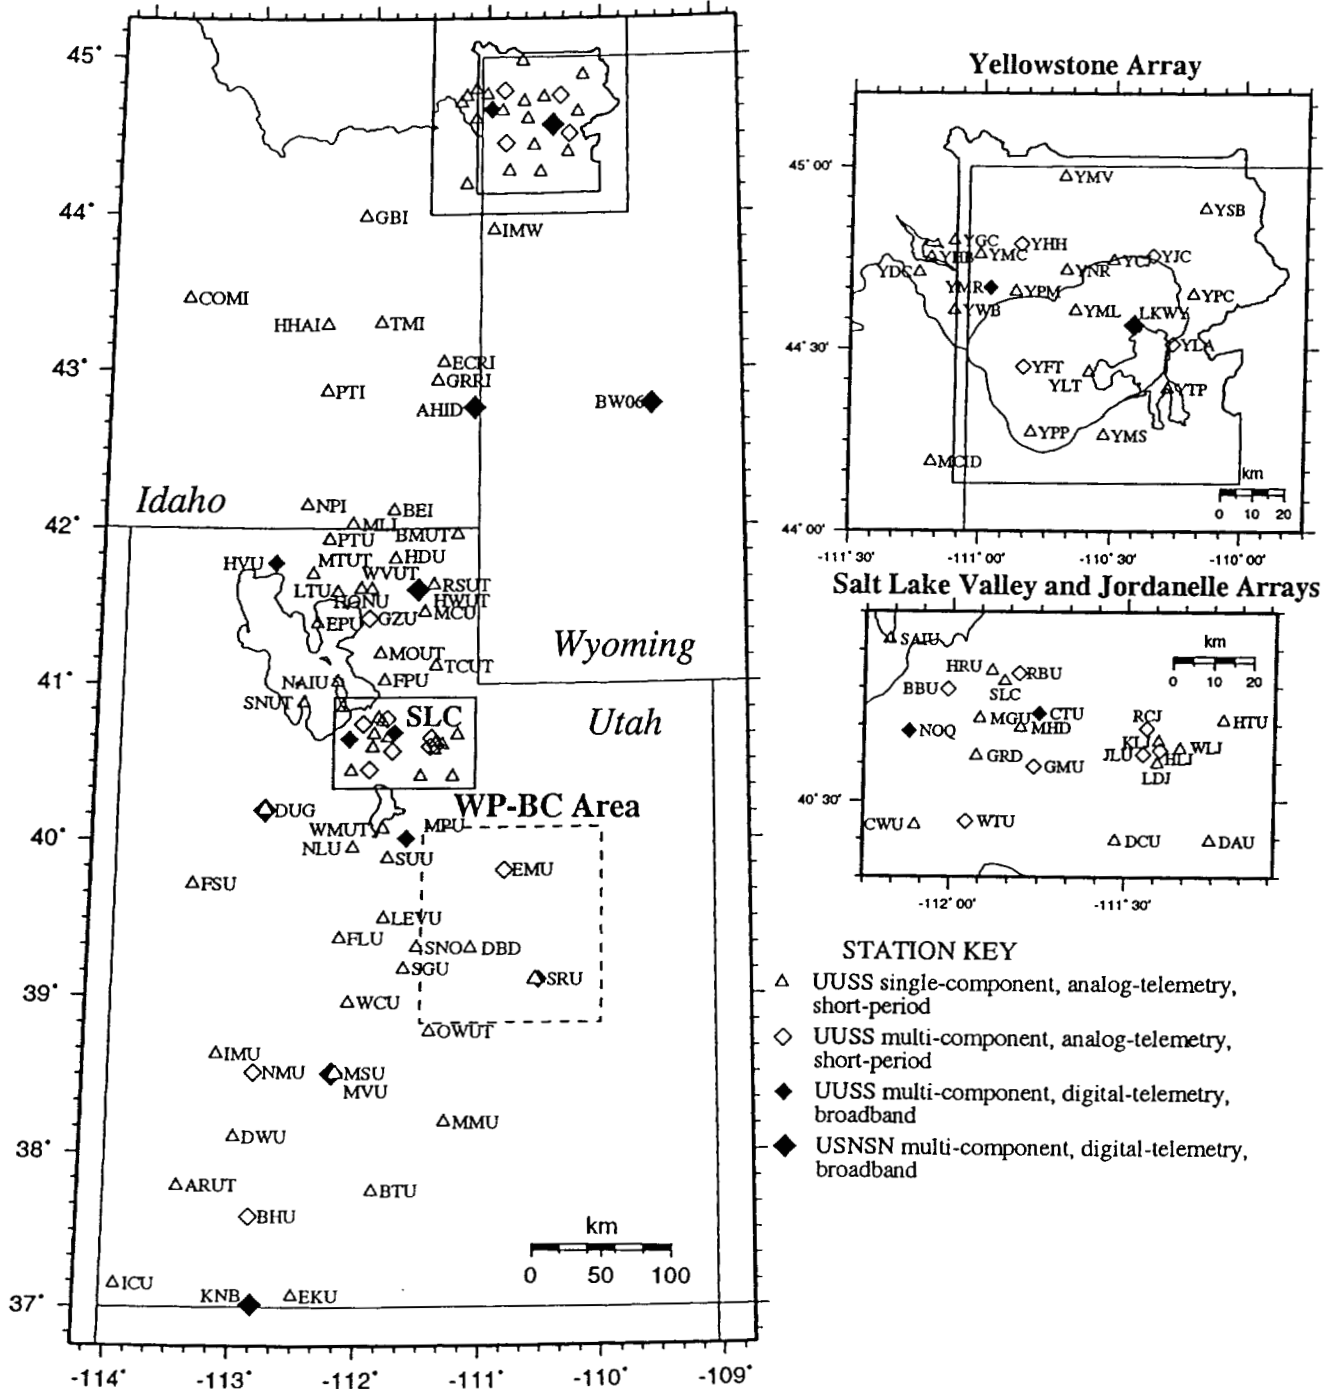 45°
44°
GBI
IMW
COMI
HHAI
TMI
ECRI
43°
GRRI
PTI
AHID
BW06
Idaho
NPI
BEI
42°
MLI
PTU
BMUT
HVU
MTUT
HDU
WVUT
LTU
RSUT
HONU
HWUT
EPU
GZU
MCU
MOUT
Wyoming
TCUT
41°
NAIU
FPU
SNUT
SLC
Utah
DUG
WP-BC Area
WMUT
MPU
40°
NLU
SUU
EMU
FSU
LEVU
FLU
SNO
DBD
SGU
SRU
39°
WCU
OWUT
IMU
NMU
MSU
MVU
MMU
DWU
38°
ARUT
BTU
BHU
km
0 50 100
ICU
KNB
EKU
37°
-114° -113° -112° -111° -110° -109°
Yellowstone Array
45° 00'
YMV
YSB
YGC
YHH
YHB
YMC
YCJ
YJC
YDC
YNR
YMR
YPM
YPC
YWB
YML
LKWY
44° 30'
YLA
YFT
YLT
YTP
YPP
YMS
MCID
km
0 10 20
44° 00'
-111° 30' -111° 00' -110° 30' -110° 00'
Salt Lake Valley and Jordanelle Arrays
SAIU
km
0 10 20
HRU
RBU
BBU
SLC
MGU
CTU
RCJ
HTU
NOQ
MHD
KLJ
WLJ
GRD
JLU
HLJ
GMU
LDJ
40° 30'
CWU
WTU
DCU
DAU
-112° 00' -111° 30'
STATION KEY
UUSS single-component, analog-telemetry,
short-period
UUSS multi-component, analog-telemetry,
short-period
UUSS multi-component, digital-telemetry,
broadband
USNSN multi-component, digital-telemetry,
broadband